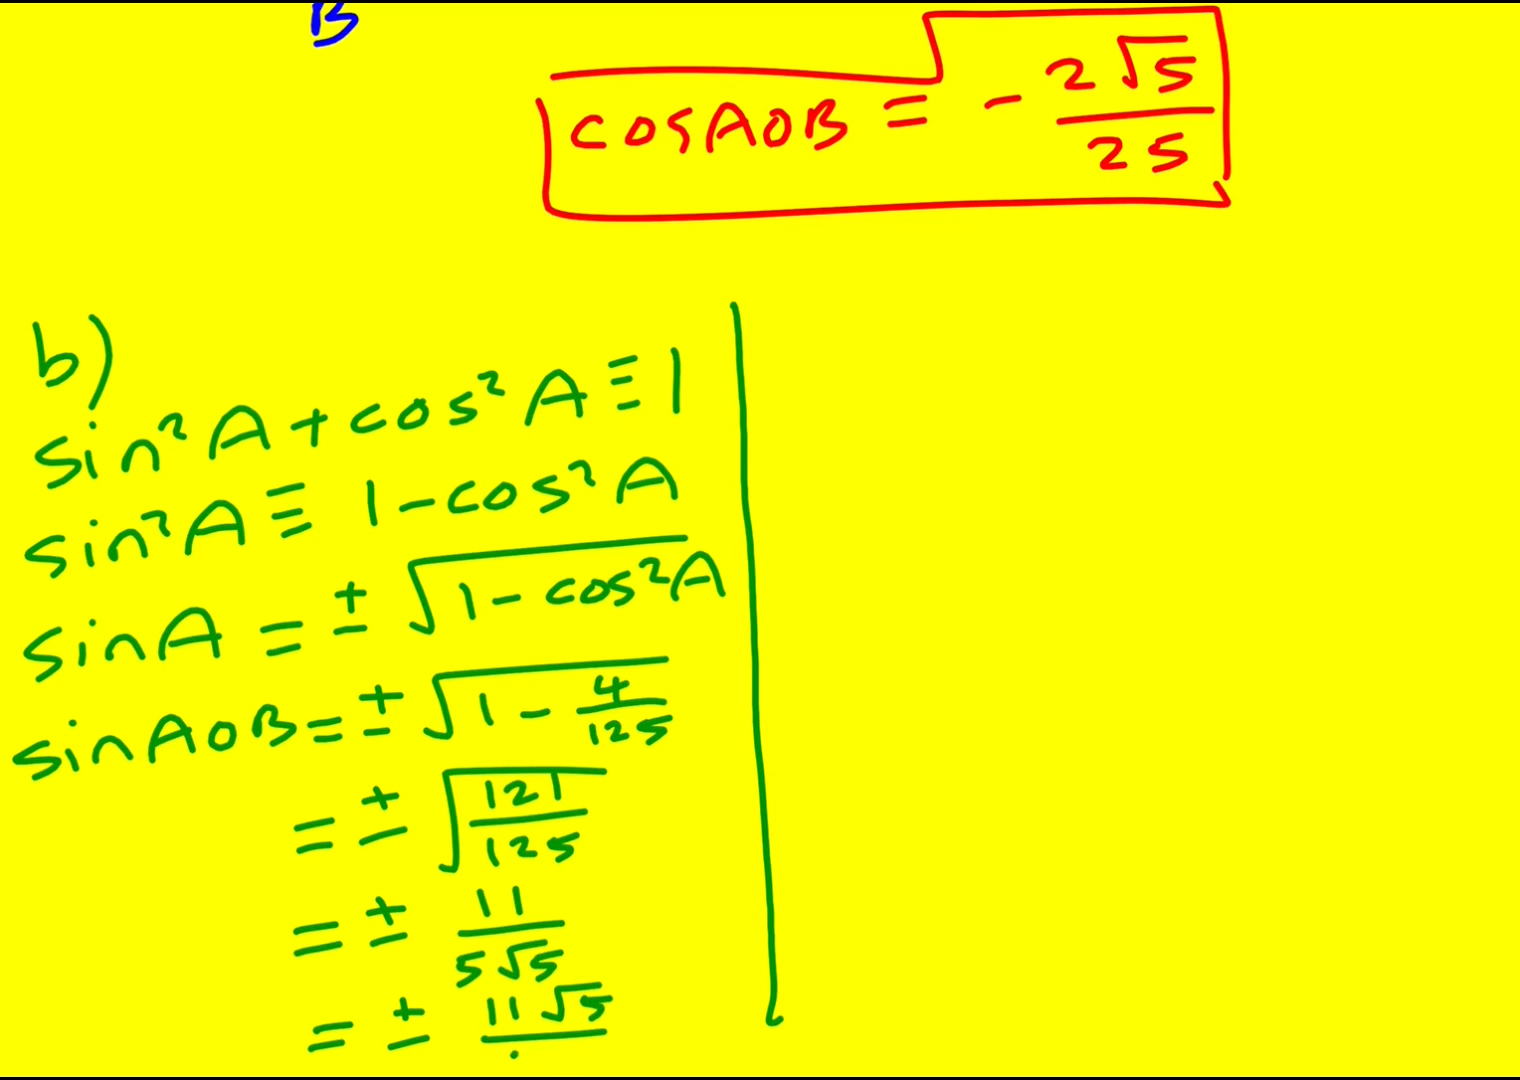 B
cosAOB = - 2√5/25
b)
sin²A + cos²A ≡ 1
sin²A ≡ 1 - cos²A
sinA = ± √(1 - cos²A)
sinAOB = ± √(1 - 4/125)
= ± √(121/125)
= ± 11/5√5
= ± 11√5/